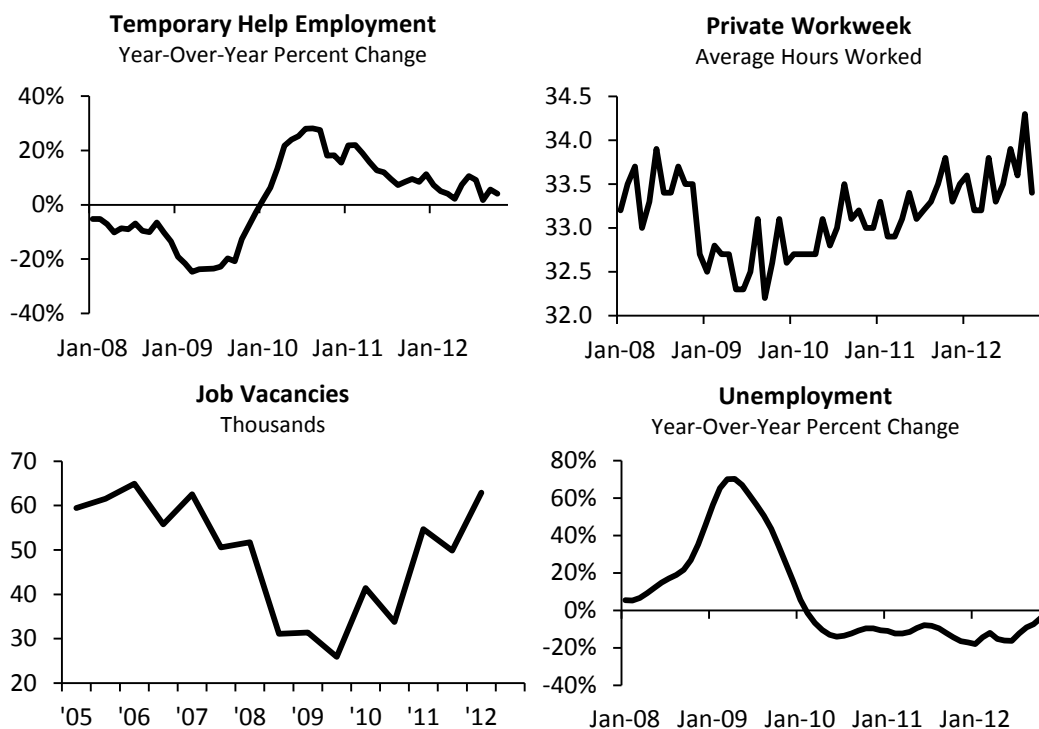 Temporary Help Employment
Year-Over-Year Percent Change
40%
20%
0%
-20%
-40%
Jan-08 Jan-09 Jan-10 Jan-11 Jan-12
Private Workweek
Average Hours Worked
34.5
34.0
33.5
33.0
32.5
32.0
Jan-08 Jan-09 Jan-10 Jan-11 Jan-12
Job Vacancies
Thousands
70
60
50
40
30
20
'05 '06 '07 '08 '09 '10 '11 '12
Unemployment
Year-Over-Year Percent Change
80%
60%
40%
20%
0%
-20%
-40%
Jan-08 Jan-09 Jan-10 Jan-11 Jan-12